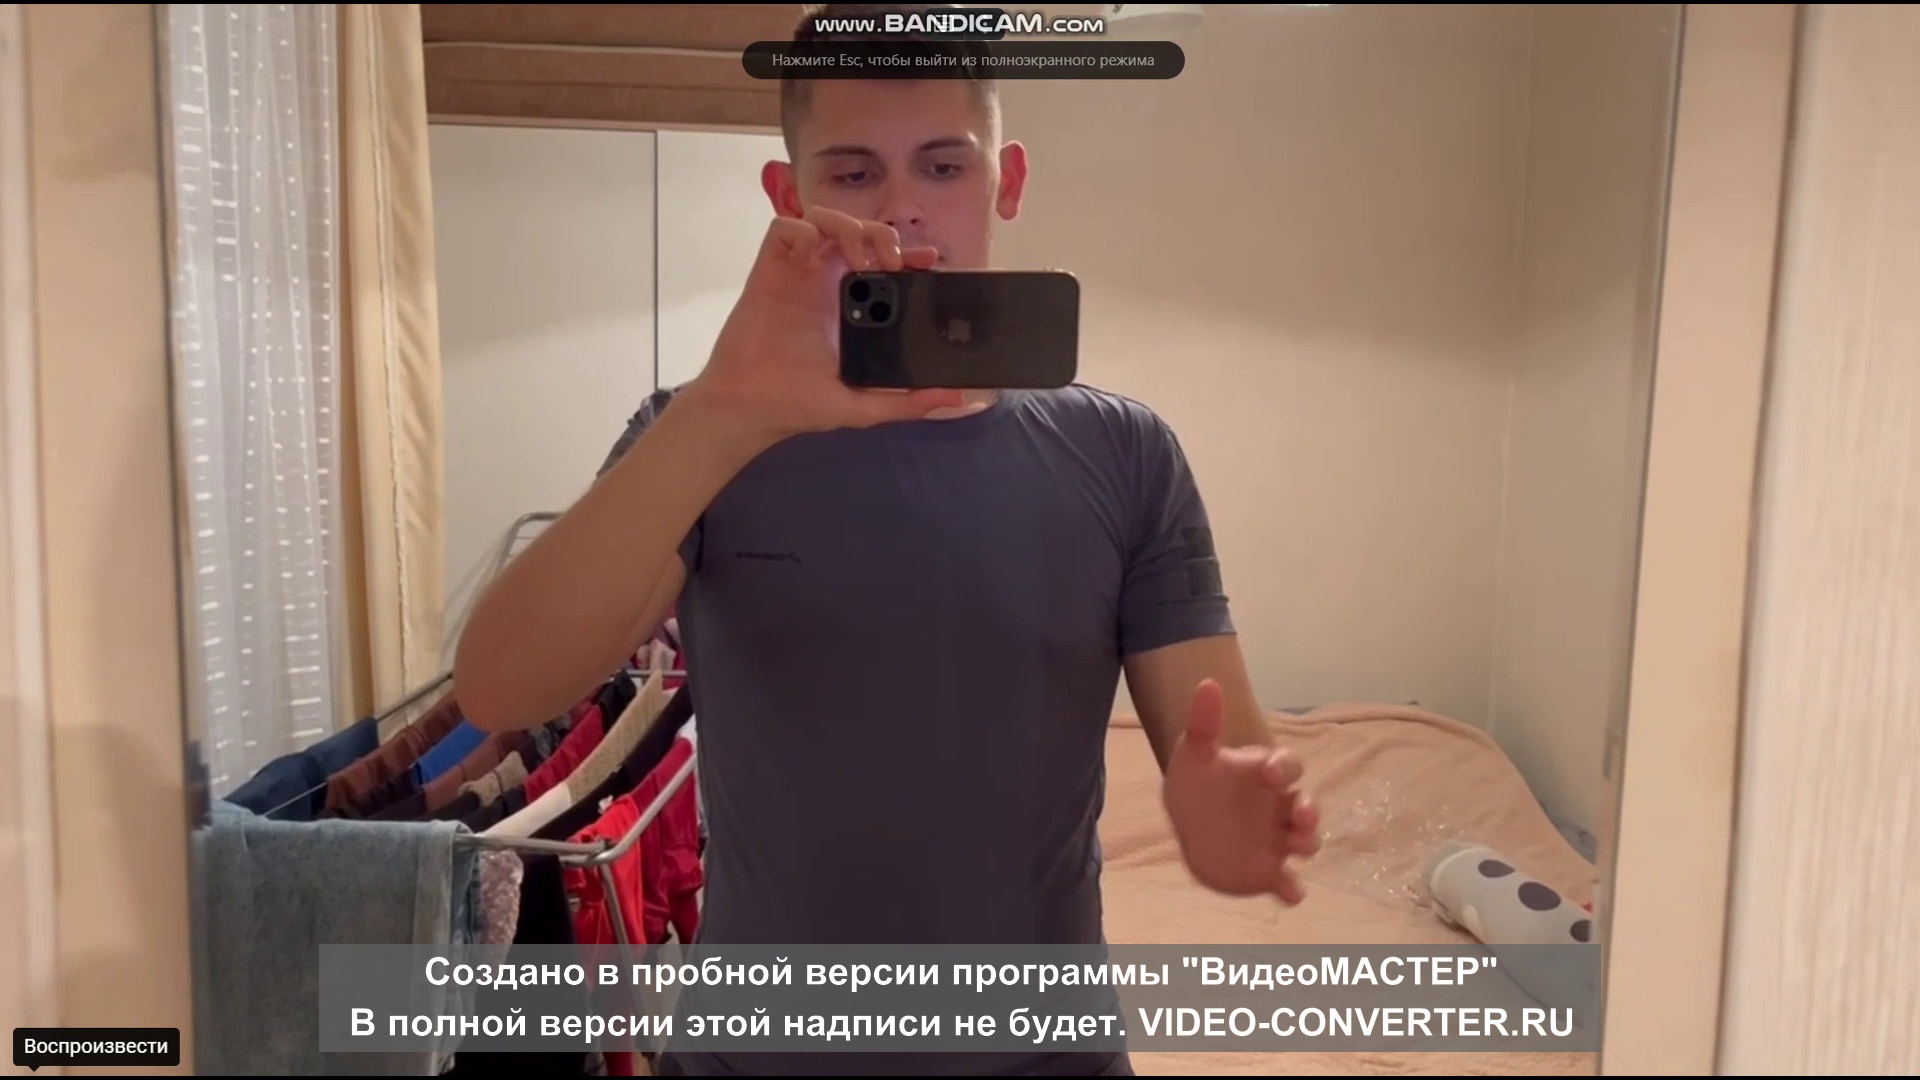 www.BANDICAM.com
Нажмите Esc, чтобы выйти из полноэкранного режима
Создано в пробной версии программы "ВидеоМАСТЕР"
В полной версии этой надписи не будет. VIDEO-CONVERTER.RU
Воспроизвести